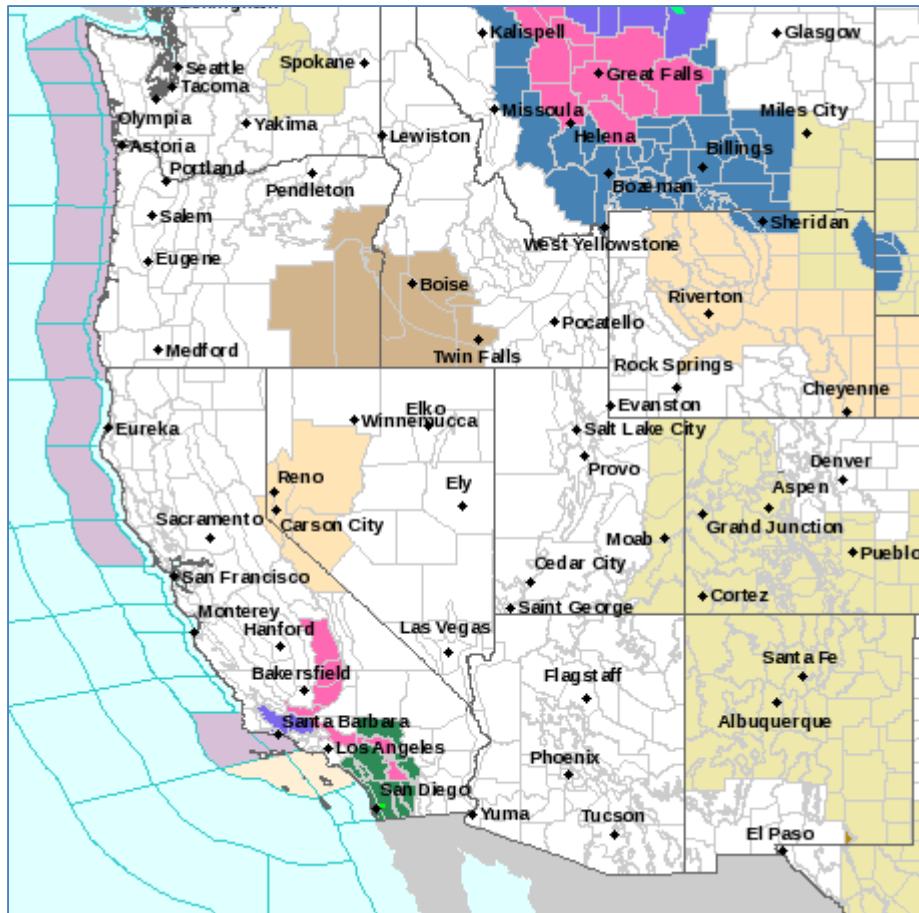 Kalispell
Glasgow
Seattle
Spokane
Great Falls
Tacoma
Olympia
Missoula
Miles City
Yakima
Lewiston
Helena
Billings
Astoria
Portland
Pendleton
Bozeman
Salem
Sheridan
West Yellowstone
Eugene
Boise
Riverton
Pocatello
Medford
Twin Falls
Rock Springs
Cheyenne
Evanston
Elko
Winnemucca
Eureka
Salt Lake City
Denver
Provo
Reno
Ely
Aspen
Sacramento
Carson City
Grand Junction
Moab
Pueblo
Cedar City
San Francisco
Cortez
Saint George
Monterey
Hanford
Las Vegas
Santa Fe
Bakersfield
Flagstaff
Albuquerque
Santa Barbara
Los Angeles
Phoenix
San Diego
Yuma
Tucson
El Paso